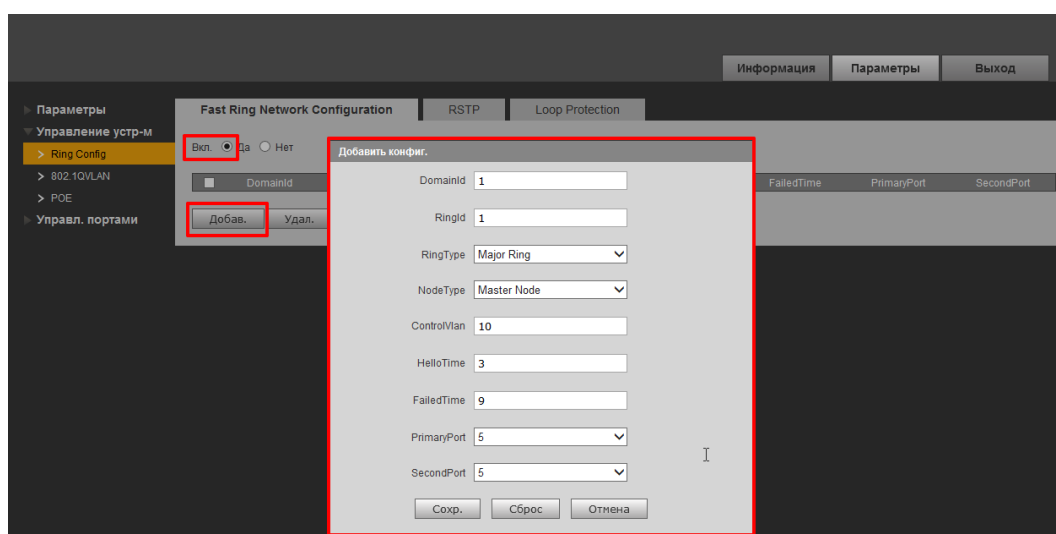 Информация Параметры Выход
Параметры
Управление устр-м
Ring Config
802.1QVLAN
POE
Управл. портами
Fast Ring Network Configuration RSTP Loop Protection
Вкл. Да Нет
DomainId FailedTime PrimaryPort SecondPort
Добав. Удал.
Добавить конфиг.
DomainId 1
RingId 1
RingType Major Ring
NodeType Master Node
ControlVlan 10
HelloTime 3
FailedTime 9
PrimaryPort 5
SecondPort 5
Сохр. Сброс Отмена